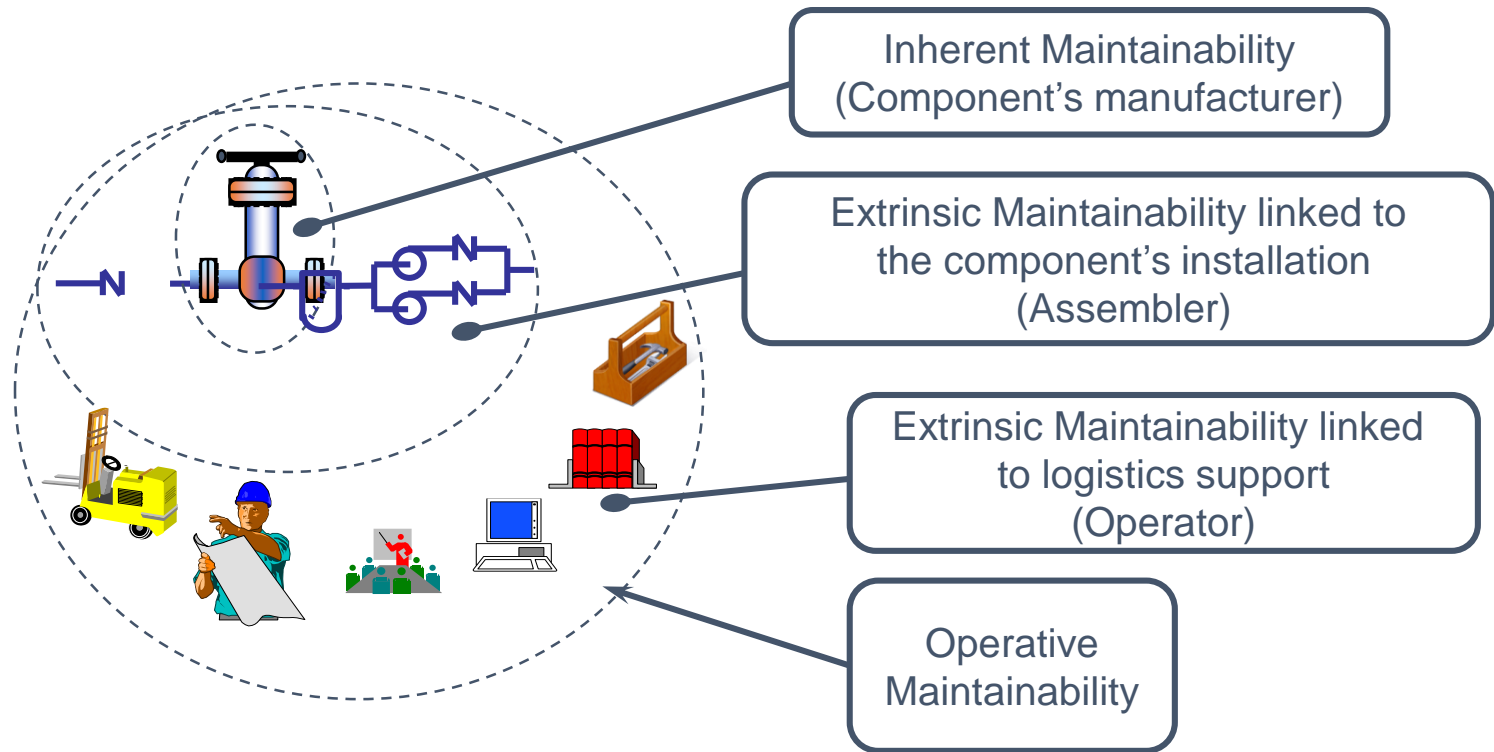 Inherent Maintainability
(Component's manufacturer)
Extrinsic Maintainability linked to
the component's installation
(Assembler)
Extrinsic Maintainability linked
to logistics support
(Operator)
Operative
Maintainability